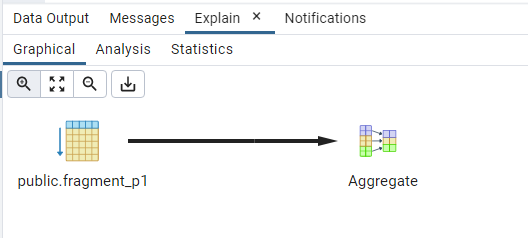 Data Output Messages Explain × Notifications
Graphical Analysis Statistics
public.fragment_p1 Aggregate